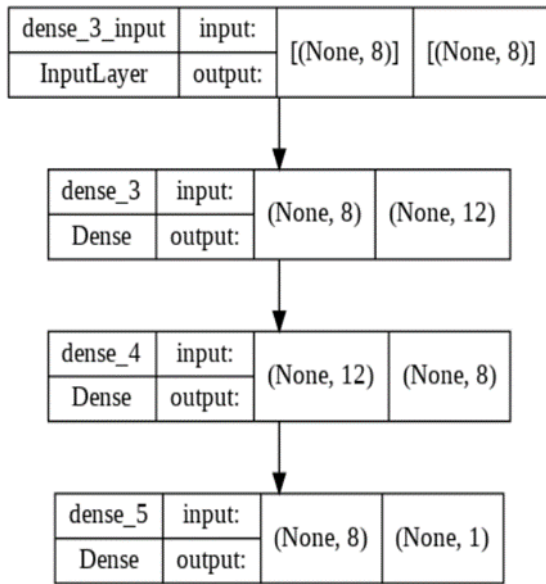 dense_3_input input: [(None, 8)] [(None, 8)]
InputLayer output:
dense_3 input: (None, 8) (None, 12)
Dense output:
dense_4 input: (None, 12) (None, 8)
Dense output:
dense_5 input: (None, 8) (None, 1)
Dense output: